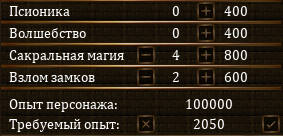 Псионика 0 + 400
Волшебство 0 + 400
Сакральная магия − 4 + 800
Взлом замков − 2 + 600
Опыт персонажа: 100000
Требуемый опыт: 2050